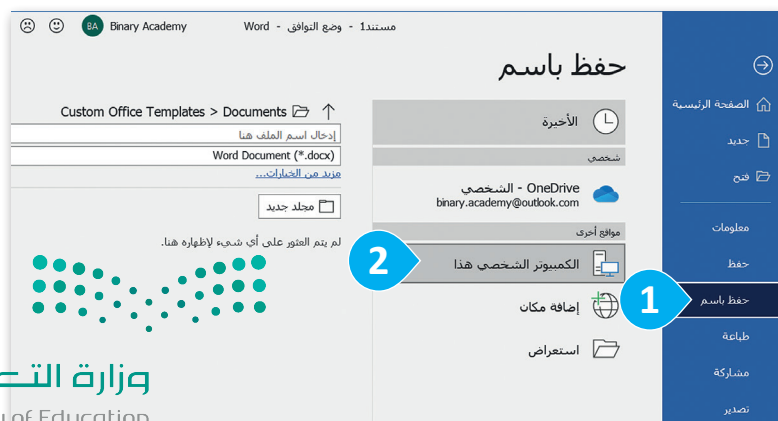 مستند1 - وضع التوافق - Word
Binary Academy
BA
الصفحة الرئيسية
جديد
فتح
معلومات
حفظ
حفظ باسم
طباعة
مشاركة
تصدير
1
حفظ باسم
الأخيرة
شخصي
OneDrive - الشخصي
binary.academy@outlook.com
مواقع أخرى
الكمبيوتر الشخصي هذا
2
إضافة مكان
استعراض
Custom Office Templates > Documents
إدخال اسم الملف هنا
Word Document (*.docx)
مزيد من الخيارات...
مجلد جديد
لم يتم العثور على أي شيء لإظهاره هنا.
وزارة
of Education